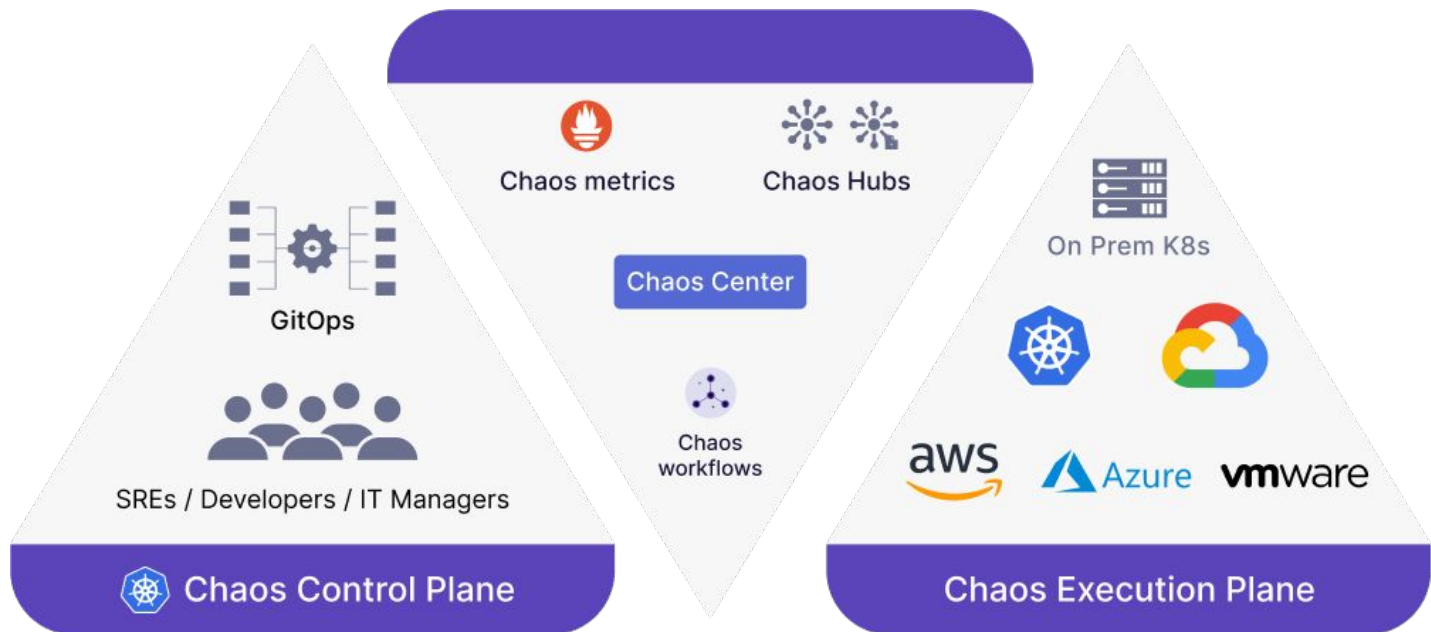 GitOps
SREs / Developers / IT Managers
Chaos Control Plane
Chaos metrics
Chaos Hubs
Chaos Center
Chaos
workflows
On Prem K8s
aws
Azure
vmware
Chaos Execution Plane